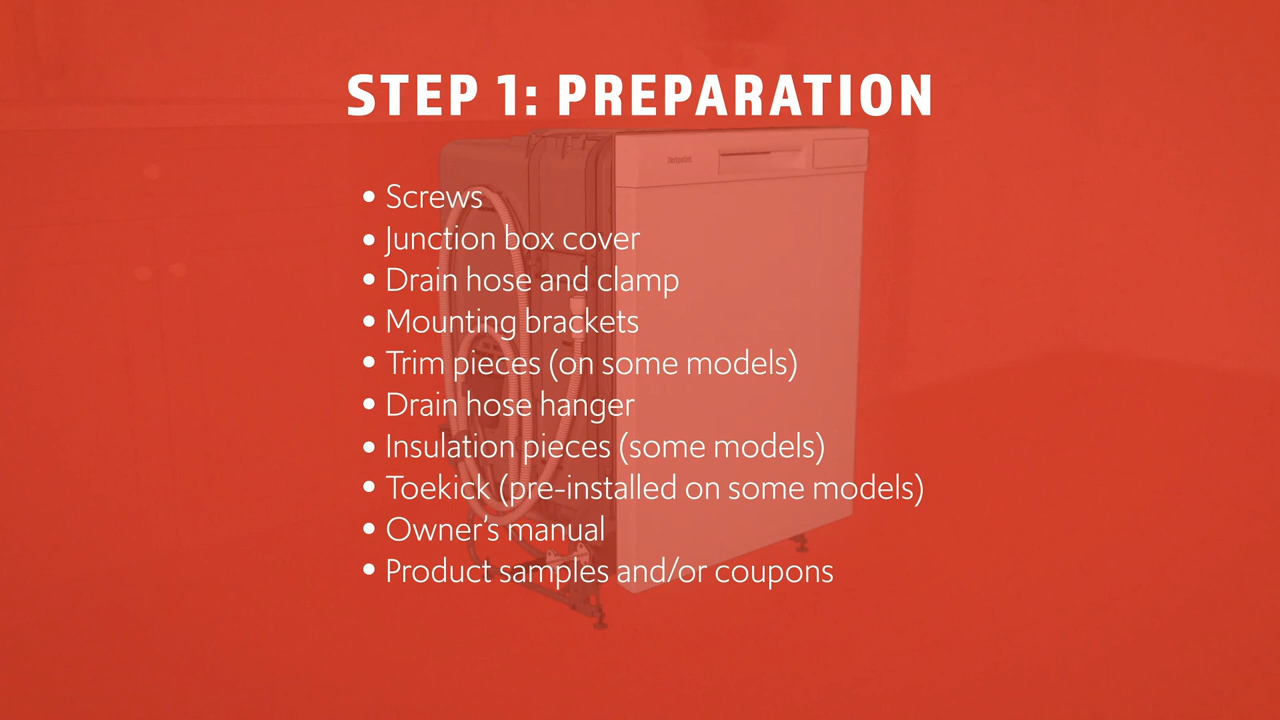 STEP 1: PREPARATION
Hotpoint
• Screws
• Junction box cover
• Drain hose and clamp
• Mounting brackets
• Trim pieces (on some models)
• Drain hose hanger
• Insulation pieces (some models)
• Toekick (pre-installed on some models)
• Owner's manual
• Product samples and/or coupons